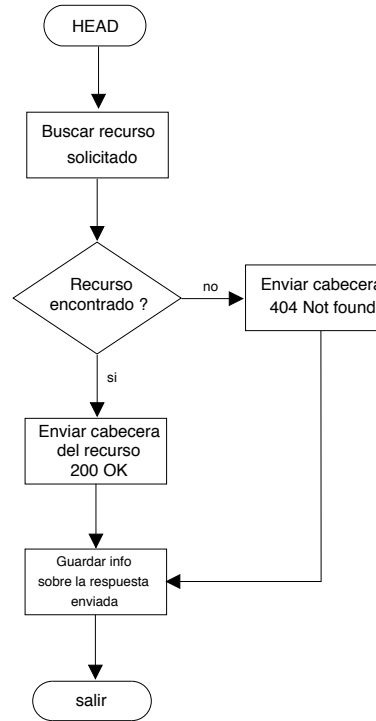 HEAD
Buscar recurso
solicitado
Recurso
encontrado ?
no
Enviar cabecera
404 Not found
si
Enviar cabecera
del recurso
200 OK
Guardar info
sobre la respuesta
enviada
salir